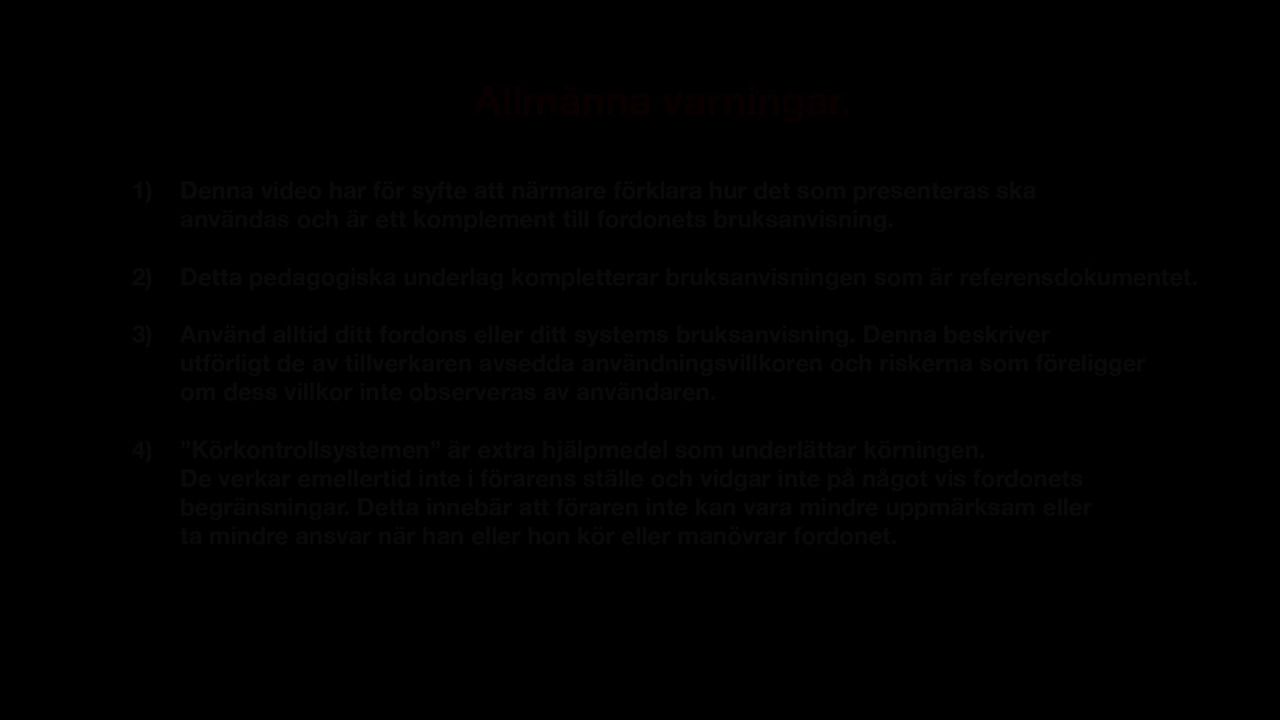 Allmänna varningar.
1) Denna video har för syfte att närmare förklara hur det som presenteras ska
användas och är ett komplement till fordonets bruksanvisning.
2) Detta pedagogiska underlag kompletterar bruksanvisningen som är referensdokumentet.
3) Använd alltid ditt fordons eller ditt systems bruksanvisning. Denna beskriver
utförligt de av tillverkaren avsedda användningsvillkoren och riskerna som föreligger
om dess villkor inte observeras av användaren.
4) ”Körkontrollsystemen” är extra hjälpmedel som underlättar körningen.
De verkar emellertid inte i förarens ställe och vidgar inte på något vis fordonets
begränsningar. Detta innebär att föraren inte kan vara mindre uppmärksam eller
ta mindre ansvar när han eller hon kör eller manövrar fordonet.